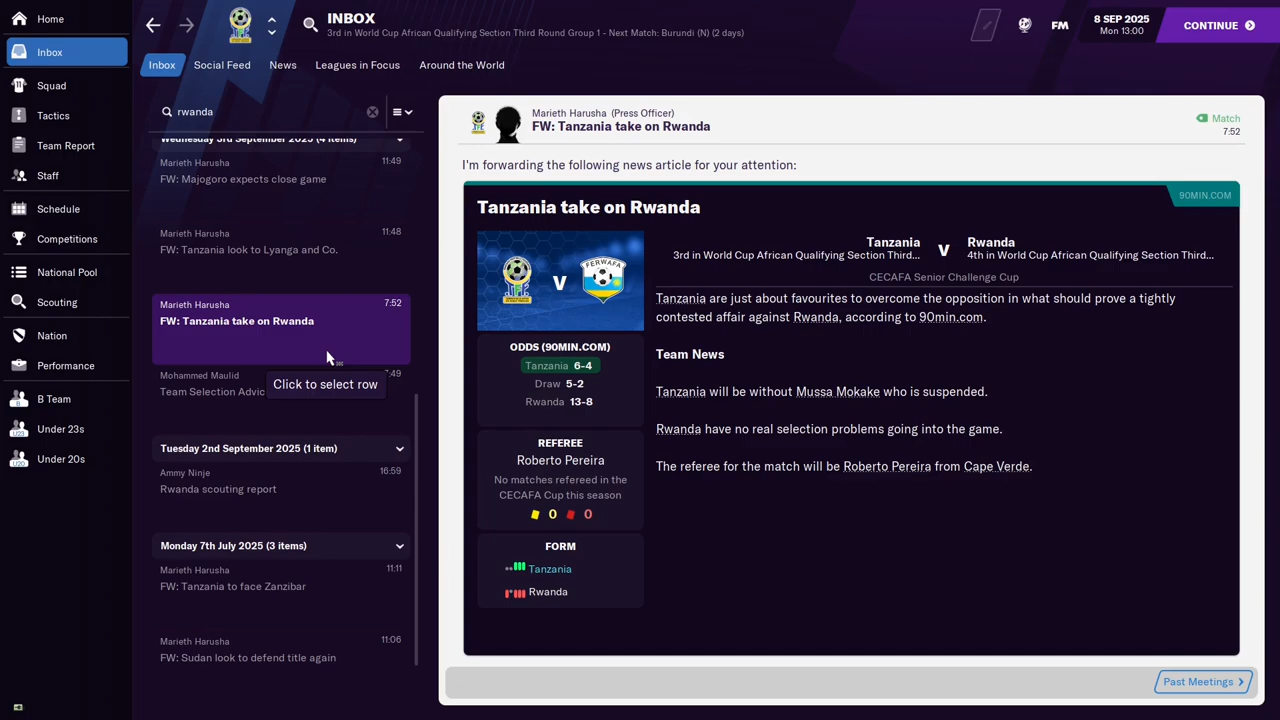 Home
INBOX
3rd in World Cup African Qualifying Section Third Round Group 1 - Next Match: Burundi (N) (2 days)
FM
8 SEP 2025
Mon 13:00
CONTINUE
Inbox
Squad
Tactics
Team Report
Staff
Schedule
Competitions
National Pool
Scouting
Nation
Performance
B Team
Under 23s
Under 20s
Inbox
Social Feed
News
Leagues in Focus
Around the World
rwanda
Wednesday 3rd September 2025 (4 items)
Marieth Harusha 11:49
FW: Majogoro expects close game
Marieth Harusha 11:48
FW: Tanzania look to Lyanga and Co.
Marieth Harusha 7:52
FW: Tanzania take on Rwanda
Mohammed Maulid 7:49
Team Selection Advic
Click to select row
Tuesday 2nd September 2025 (1 item)
Ammy Ninje 16:59
Rwanda scouting report
Monday 7th July 2025 (3 items)
Marieth Harusha 11:11
FW: Tanzania to face Zanzibar
Marieth Harusha 11:06
FW: Sudan look to defend title again
Marieth Harusha (Press Officer)
FW: Tanzania take on Rwanda
Match
7:52
I'm forwarding the following news article for your attention:
90MIN.COM
Tanzania take on Rwanda
V
FERWAFA
Tanzania V Rwanda
3rd in World Cup African Qualifying Section Third... 4th in World Cup African Qualifying Section Third...
CECAFA Senior Challenge Cup
Tanzania are just about favourites to overcome the opposition in what should prove a tightly
contested affair against Rwanda, according to 90min.com.
Team News
Tanzania will be without Mussa Mokake who is suspended.
Rwanda have no real selection problems going into the game.
The referee for the match will be Roberto Pereira from Cape Verde.
ODDS (90MIN.COM)
Tanzania 6-4
Draw 5-2
Rwanda 13-8
REFEREE
Roberto Pereira
No matches refereed in the
CECAFA Cup this season
0 0
FORM
Tanzania
Rwanda
Past Meetings